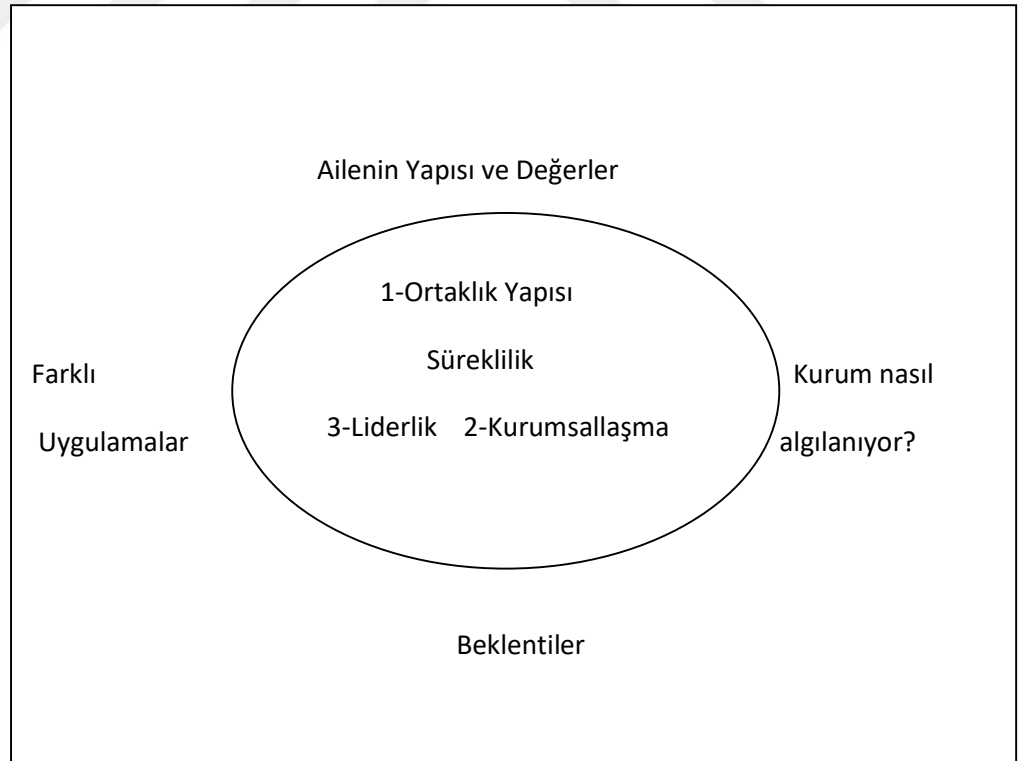 Ailenin Yapısı ve Değerler
1-Ortaklık Yapısı
Süreklilik
Farklı
Kurum nasıl
3-Liderlik 2-Kurumsallaşma
Uygulamalar
algılanıyor?
Beklentiler